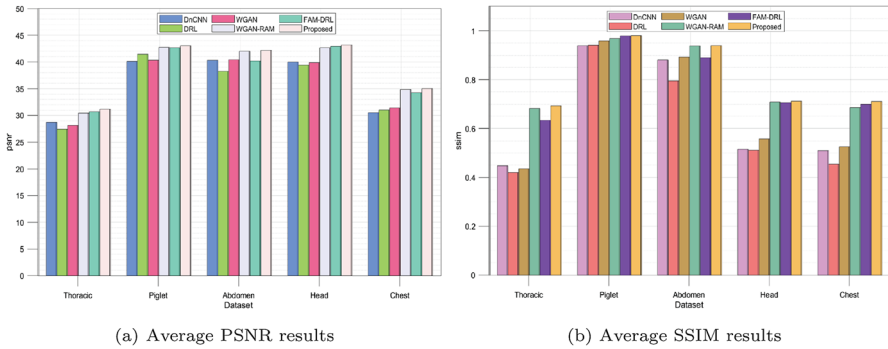 50
45
40
35
30
25
20
15
10
5
0
psnr
DnCNN WGAN FAM-DRL
DRL WGAN-RAM Proposed
Thoracic Piglet Abdomen Head Chest
Dataset
(a) Average PSNR results
1
0.8
0.6
0.4
0.2
0
ssim
DnCNN WGAN FAM-DRL
DRL WGAN-RAM Proposed
Thoracic Piglet Abdomen Head Chest
Dataset
(b) Average SSIM results